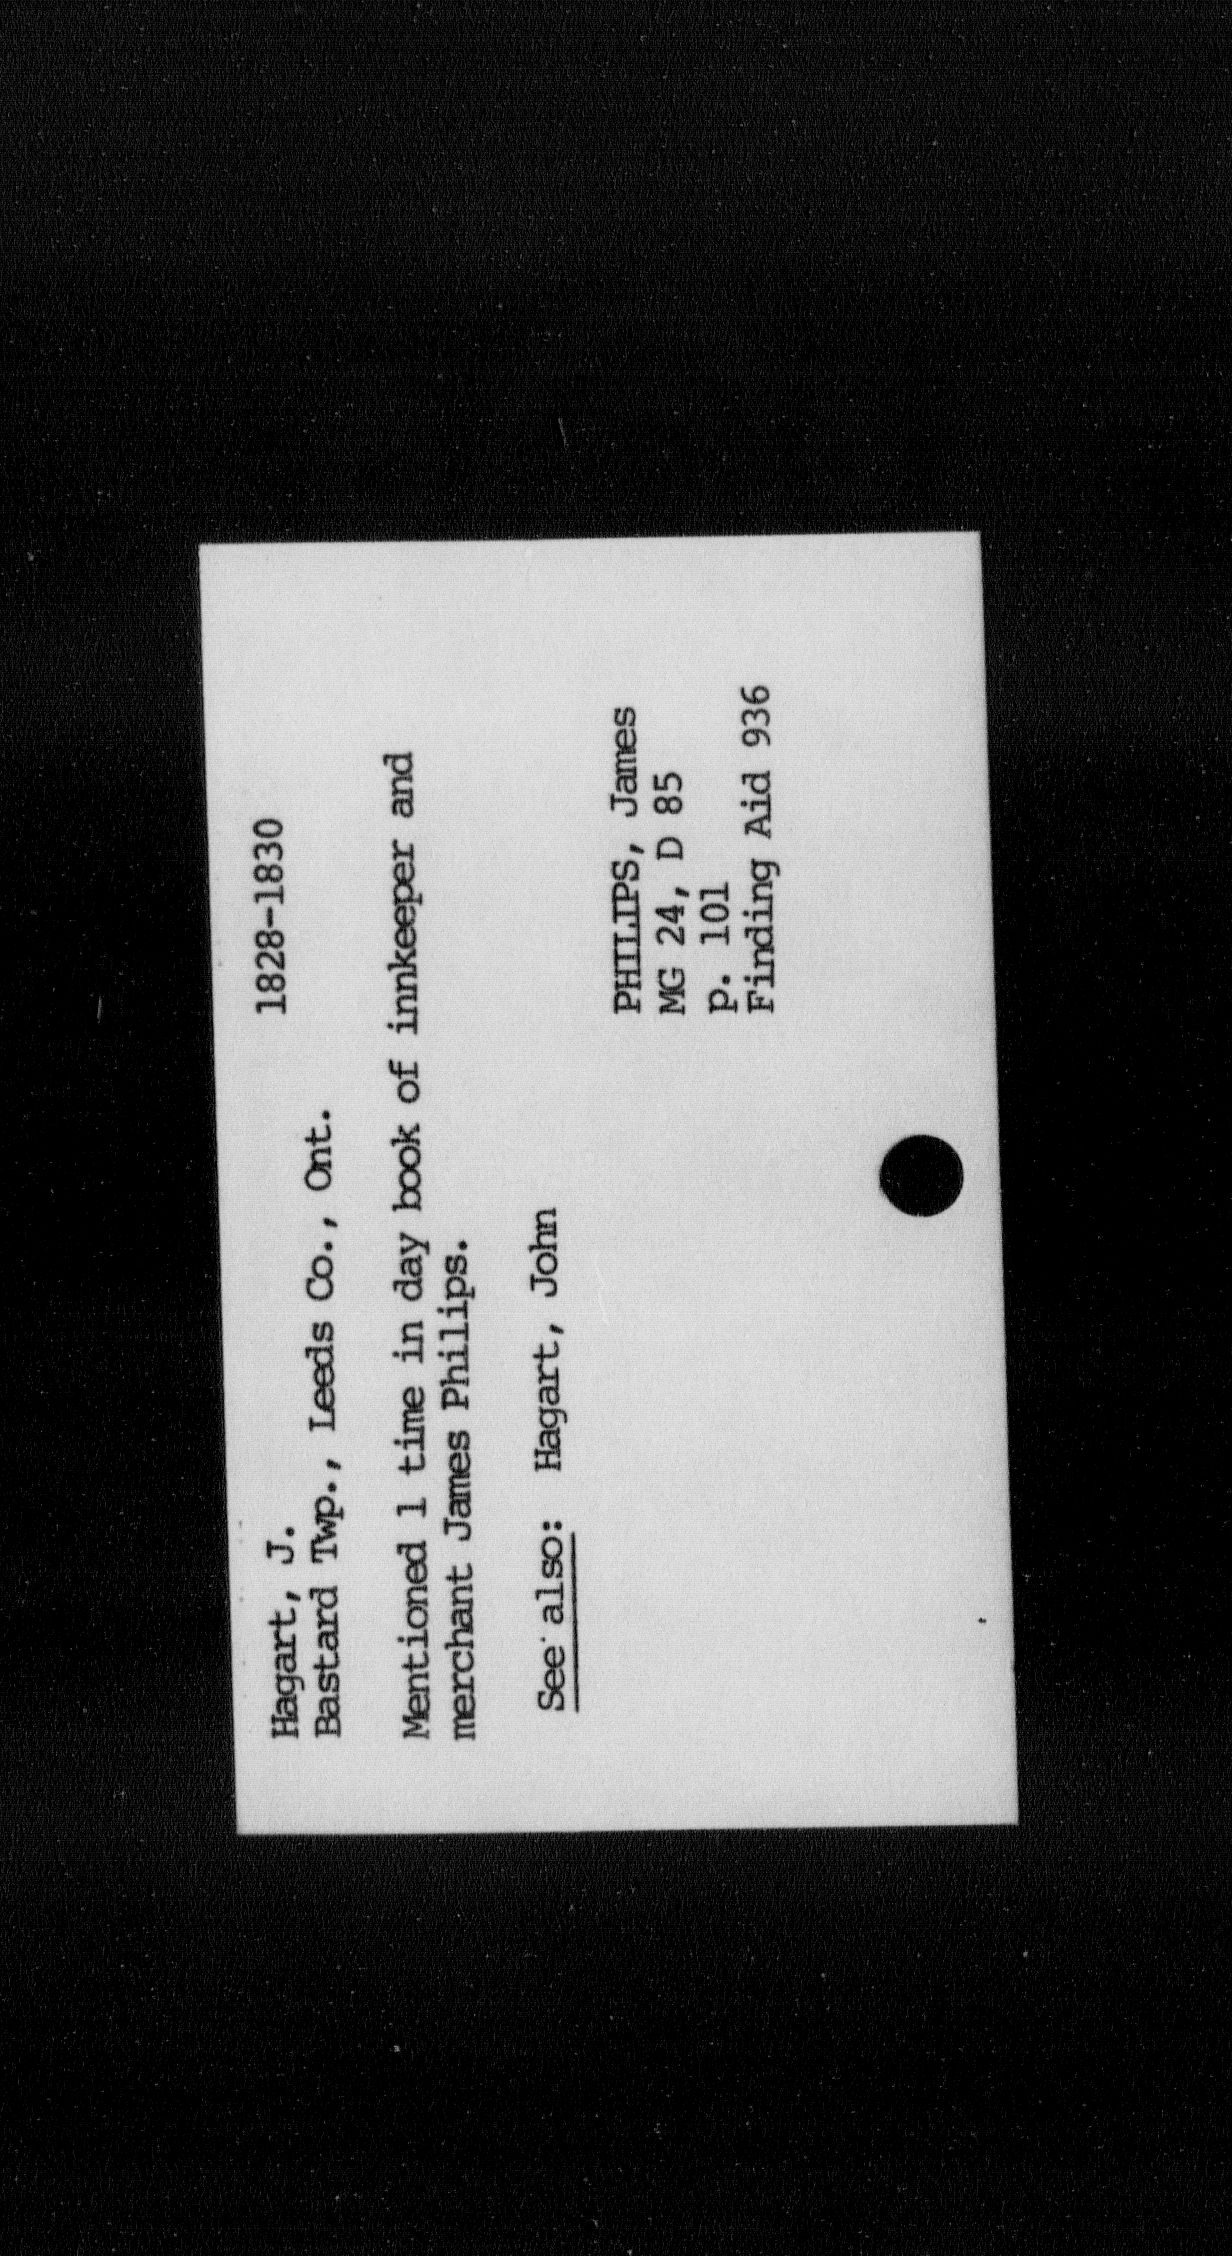 Hagart, J. 1828-1830
Bastard Twp., Leeds Co., Ont.
Mentioned 1 time in day book of innkeeper and
merchant James Philips.
See also: Hagart, John
PHILIPS, James
MG 24, D 85
p. 101
Finding Aid 936